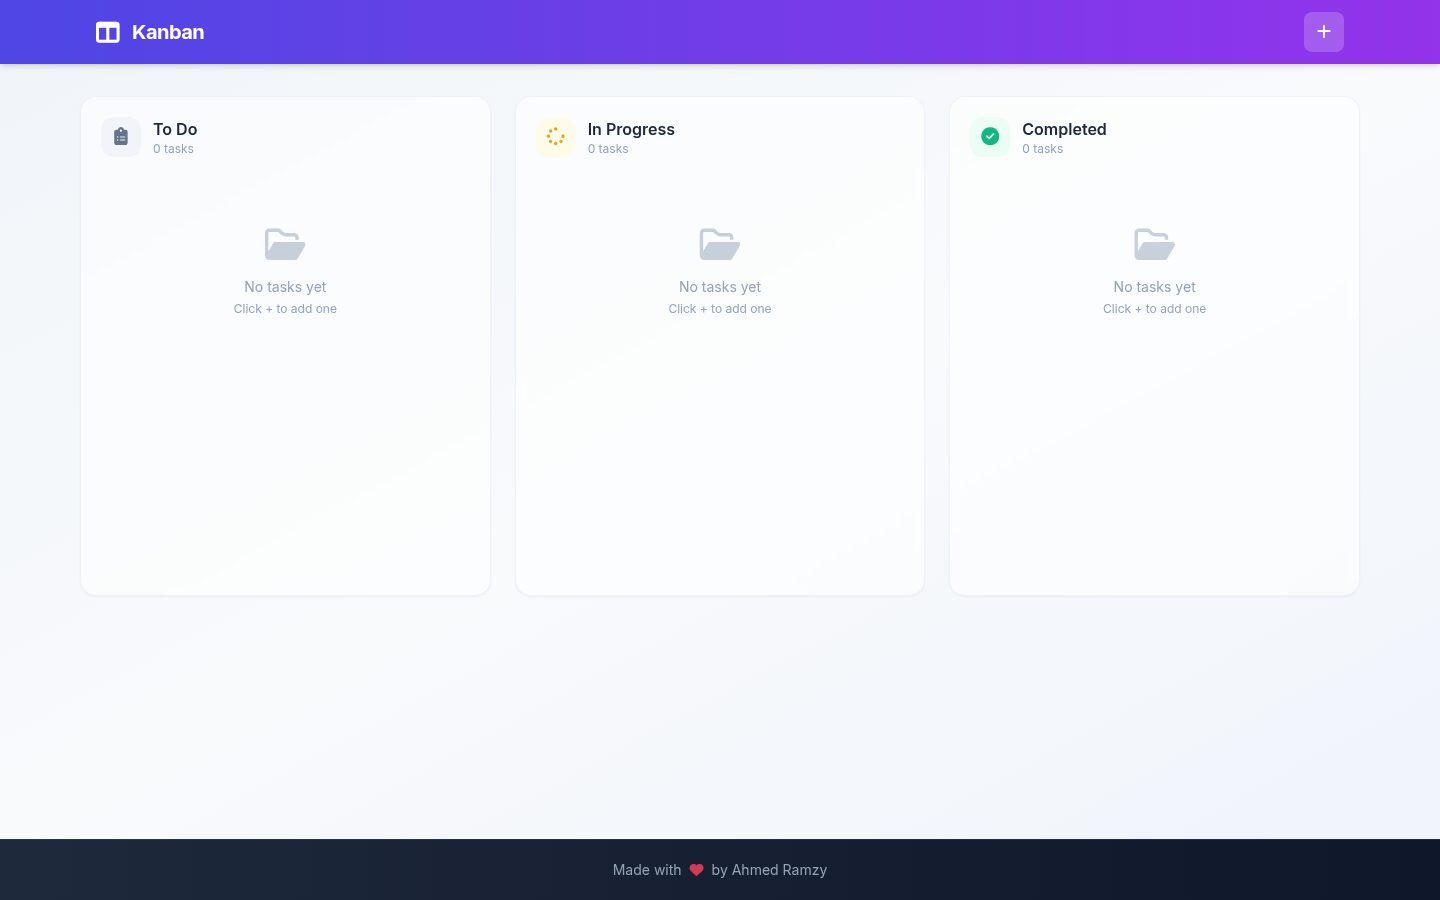 Kanban
+
To Do
0 tasks
No tasks yet
Click + to add one
In Progress
0 tasks
No tasks yet
Click + to add one
Completed
0 tasks
No tasks yet
Click + to add one
Made with ❤ by Ahmed Ramzy